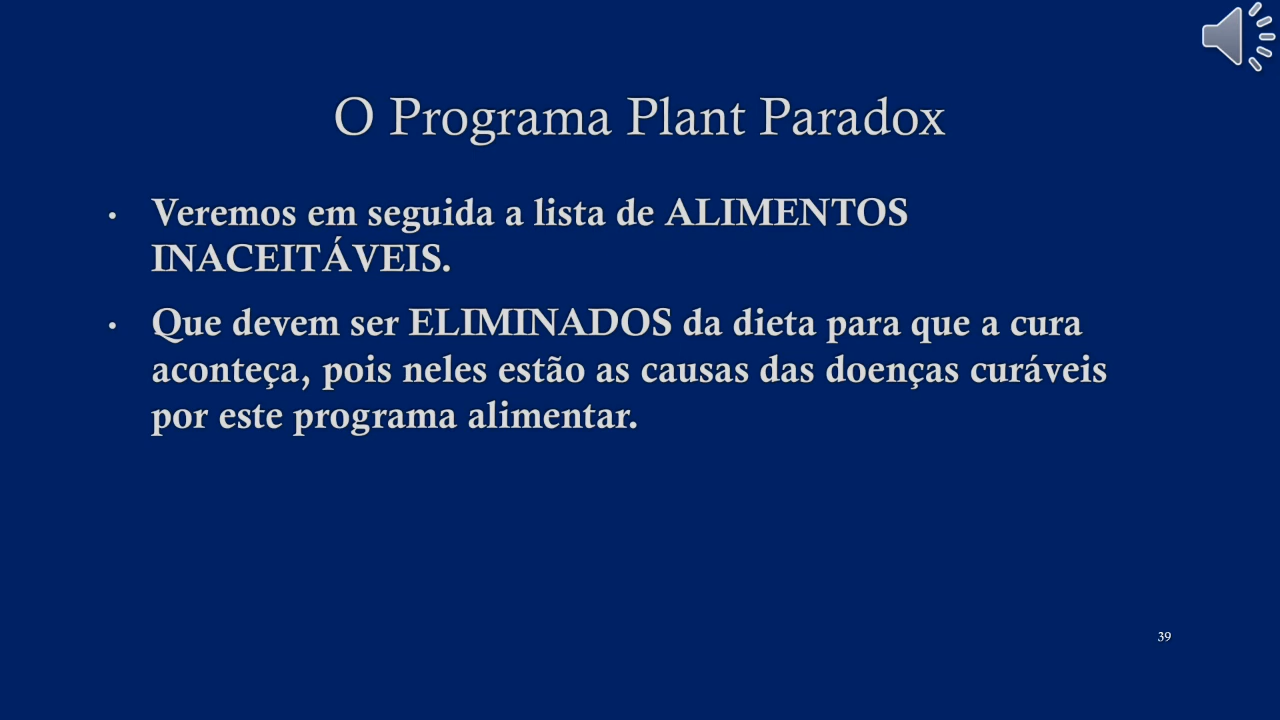 O Programa Plant Paradox
• Veremos em seguida a lista de ALIMENTOS
INACEITÁVEIS.
• Que devem ser ELIMINADOS da dieta para que a cura
aconteça, pois neles estão as causas das doenças curáveis
por este programa alimentar.
39